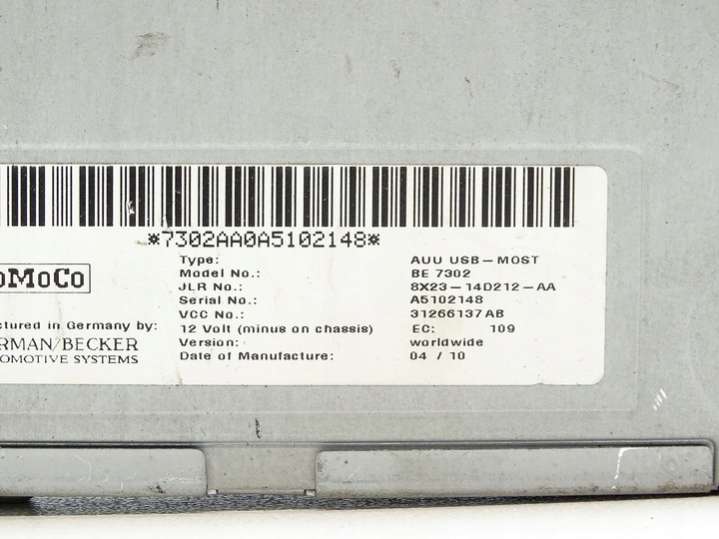 *7302AA0A5102148*
Type: AUU USB-MOST
Model No.: BE 7302
oMoCo
JLR No.: 8X23-14D212-AA
Serial No.: A5102148
VCC No.: 31266137AB
ctured in Germany by: 12 Volt (minus on chassis) EC: 109
RMAN/BECKER Version: worldwide
OMOTIVE SYSTEMS Date of Manufacture: 04 / 10